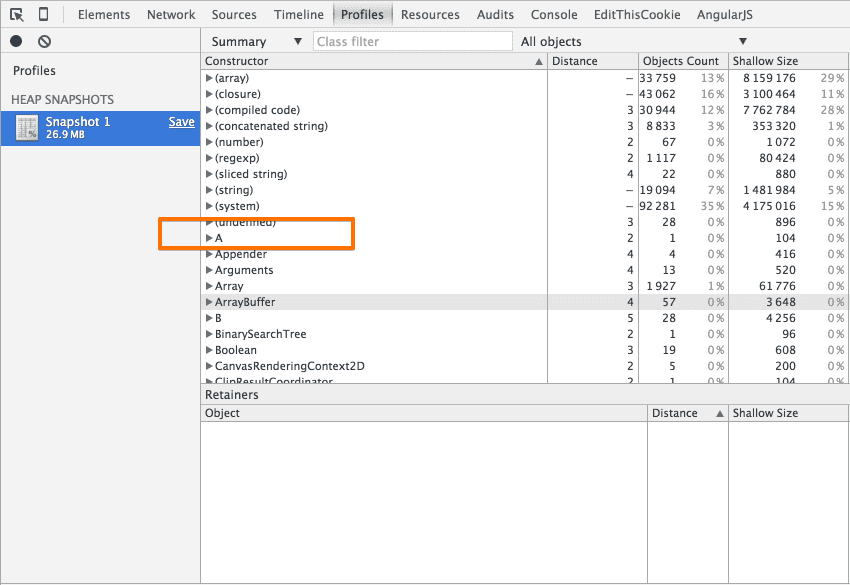 Elements Network Sources Timeline Profiles Resources Audits Console EditThisCookie AngularJS
Summary ▼ Class filter All objects ▼
Profiles
HEAP SNAPSHOTS
Snapshot 1 Save
26.9 MB
Constructor ▲ Distance Objects Count Shallow Size
(array) – 33 759 13% 8 159 176 29%
(closure) – 43 062 16% 3 100 464 11%
(compiled code) 3 30 944 12% 7 762 784 28%
(concatenated string) 3 8 833 3% 353 320 1%
(number) 2 67 0% 1 072 0%
(regexp) 2 1 117 0% 80 424 0%
(sliced string) 4 22 0% 880 0%
(string) – 19 094 7% 1 481 984 5%
(system) – 92 281 35% 4 175 016 15%
(undefined) 3 28 0% 896 0%
A 2 1 0% 104 0%
Appender 4 4 0% 416 0%
Arguments 4 13 0% 520 0%
Array 3 1 927 1% 61 776 0%
ArrayBuffer 4 57 0% 3 648 0%
B 5 28 0% 4 256 0%
BinarySearchTree 2 1 0% 96 0%
Boolean 3 19 0% 608 0%
CanvasRenderingContext2D 2 5 0% 200 0%
ClipResultCoordinator 2 1 0% 104 0%
Retainers
Object Distance ▲ Shallow Size